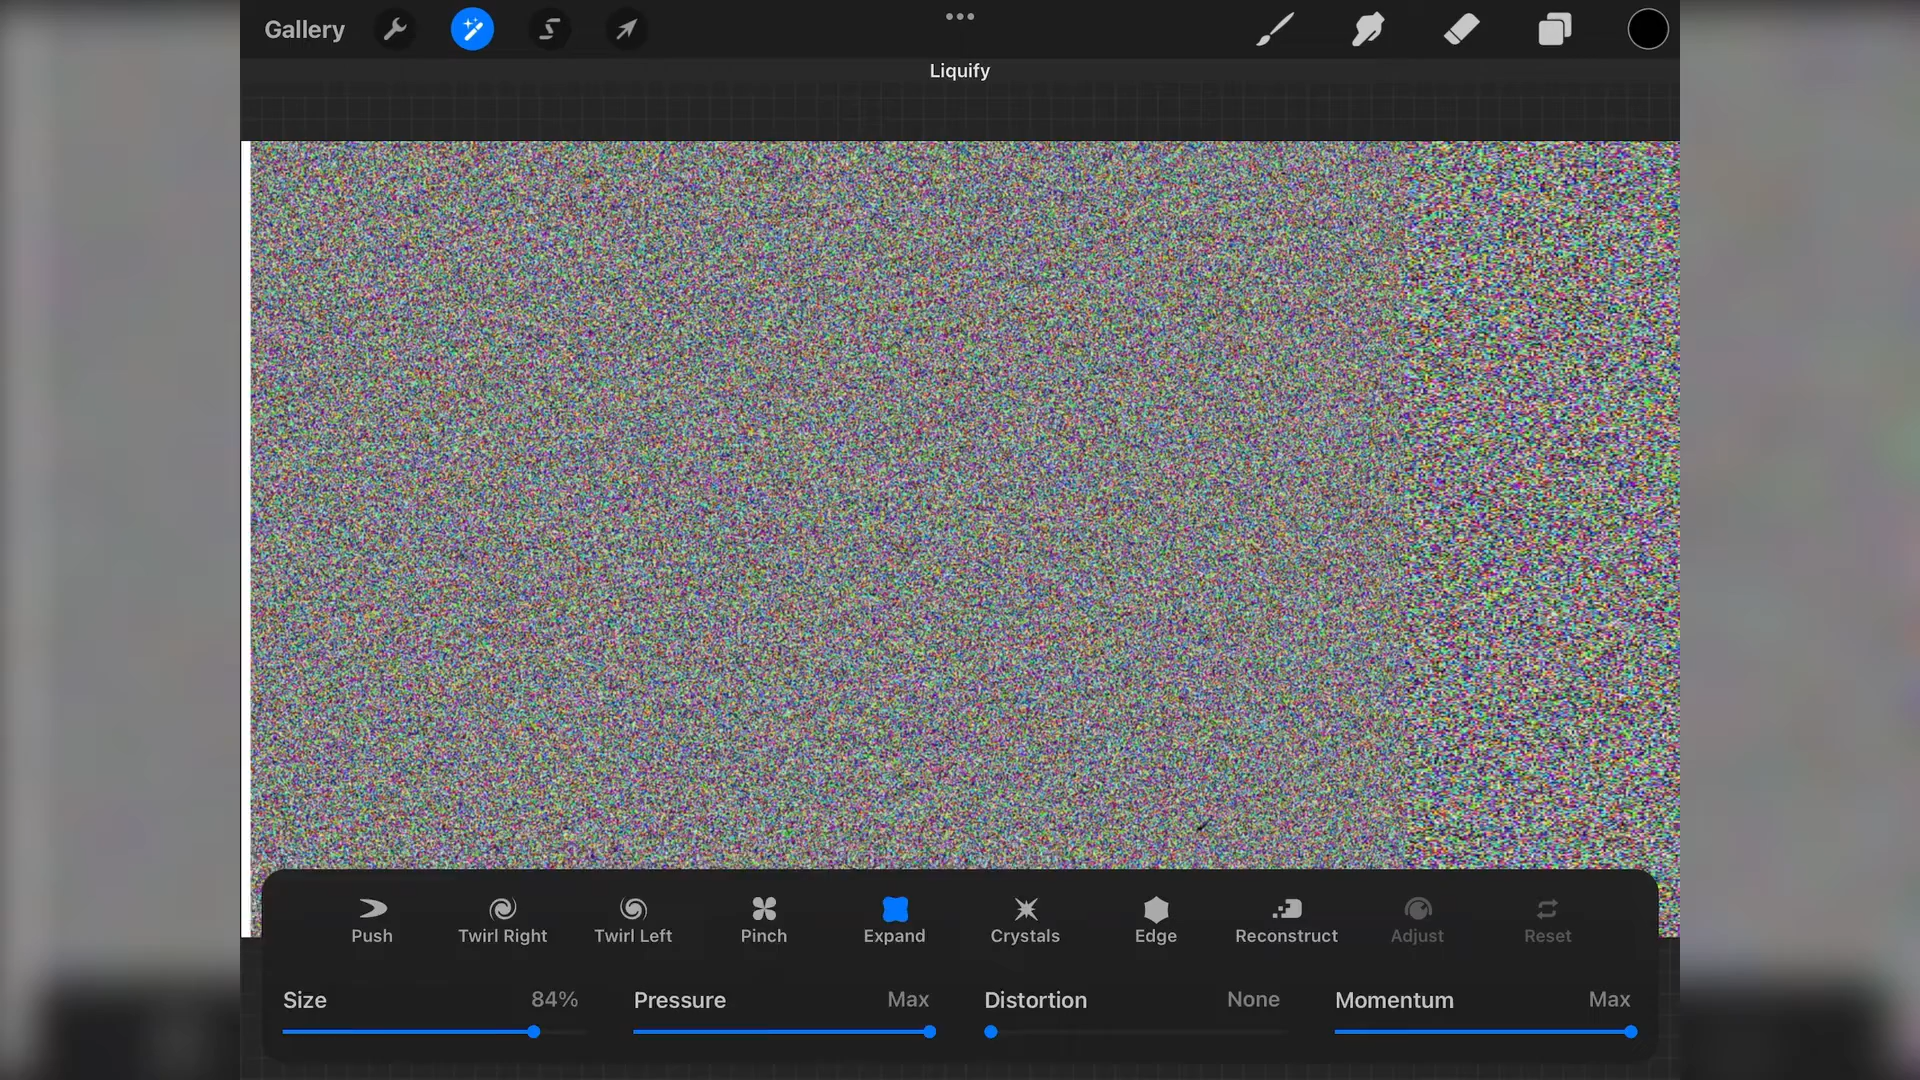 Gallery
Liquify
Push Twirl Right Twirl Left Pinch Expand Crystals Edge Reconstruct Adjust Reset
Size 84% Pressure Max Distortion None Momentum Max